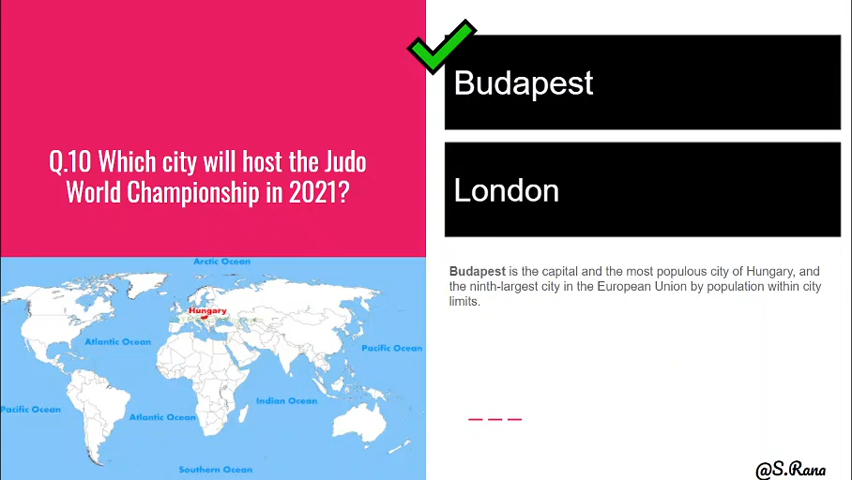 Q.10 Which city will host the Judo
World Championship in 2021?
Budapest
London
Budapest is the capital and the most populous city of Hungary, and
the ninth-largest city in the European Union by population within city
limits.
Arctic Ocean
Hungary
Atlantic Ocean
Pacific Ocean
Indian Ocean
Pacific Ocean
Atlantic Ocean
Southern Ocean
@S.Rana